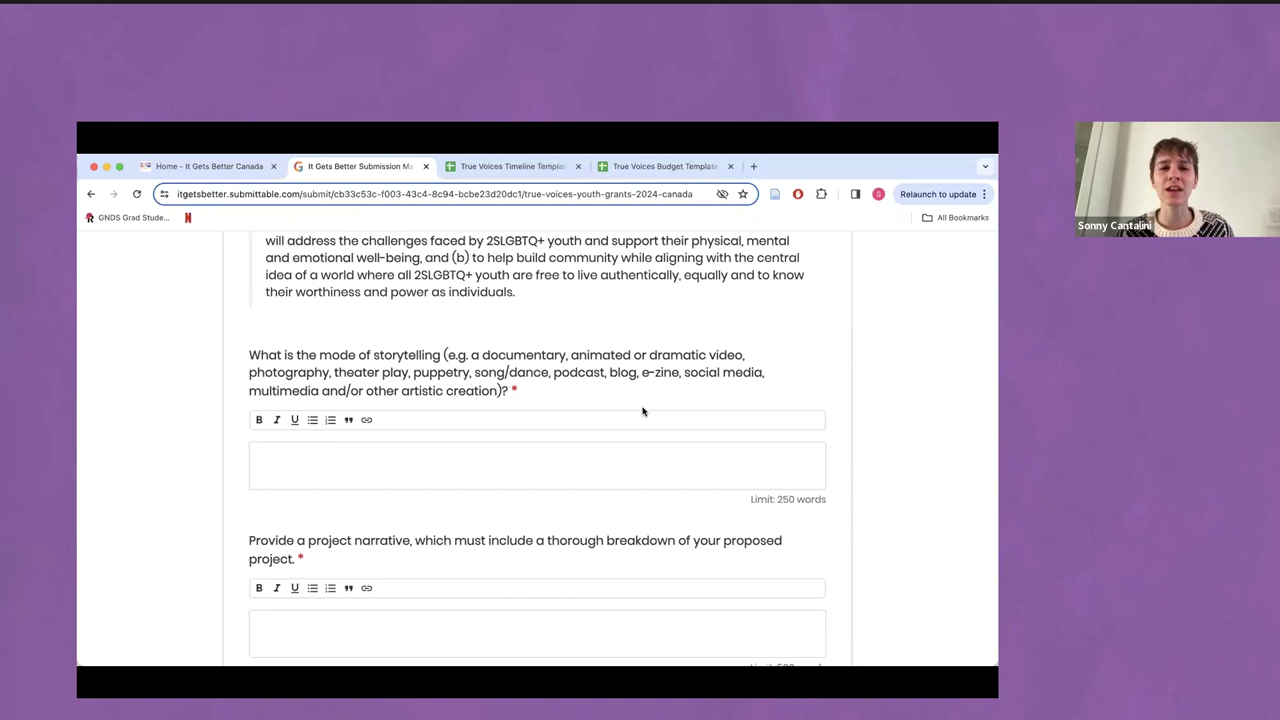 Home - It Gets Better Canada
It Gets Better Submission Ma
True Voices Timeline Templat
True Voices Budget Template
itgetsbetter.submittable.com/submit/cb33c53c-f003-43c4-8c94-bcbe23d20dc1/true-voices-youth-grants-2024-canada
S
Relaunch to update
GNDS Grad Stude...
N
All Bookmarks
Sonny Cantalini
will address the challenges faced by 2SLGBTQ+ youth and support their physical, mental
and emotional well-being, and (b) to help build community while aligning with the central
idea of a world where all 2SLGBTQ+ youth are free to live authentically, equally and to know
their worthiness and power as individuals.
What is the mode of storytelling (e.g. a documentary, animated or dramatic video,
photography, theater play, puppetry, song/dance, podcast, blog, e-zine, social media,
multimedia and/or other artistic creation)? *
B I U
Limit: 250 words
Provide a project narrative, which must include a thorough breakdown of your proposed
project. *
B I U